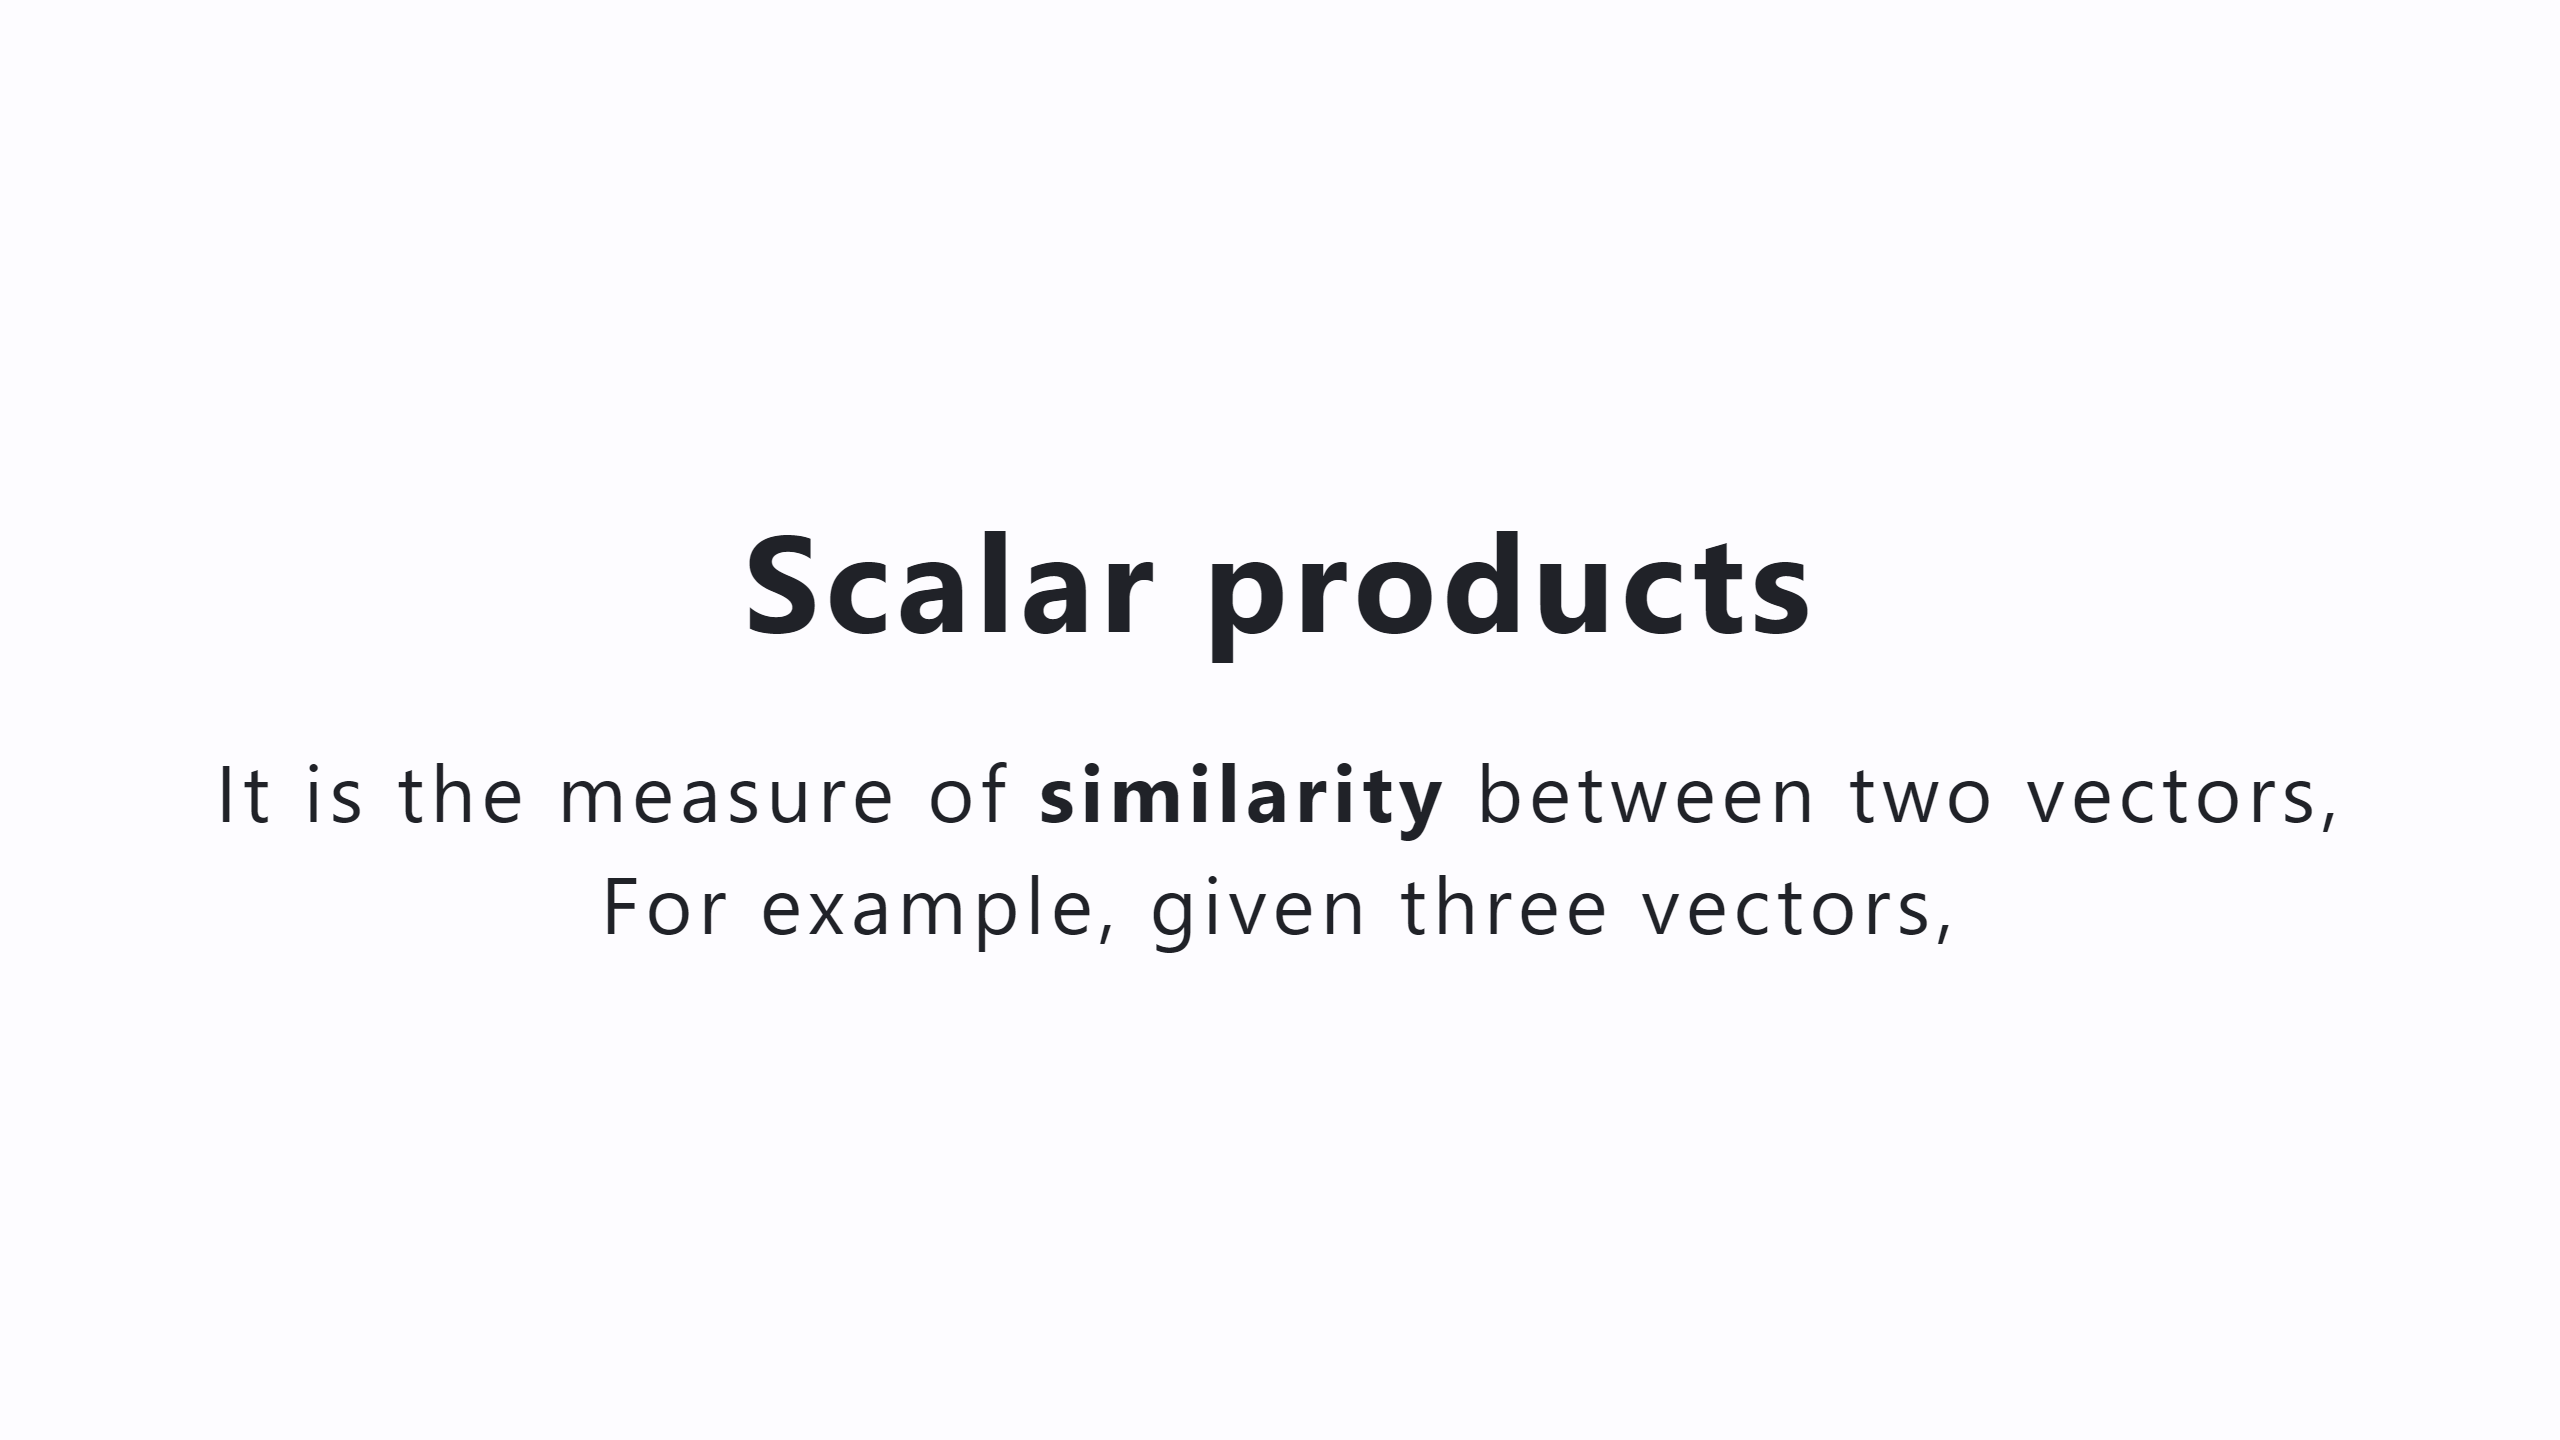 Scalar products
It is the measure of similarity between two vectors,
For example, given three vectors,